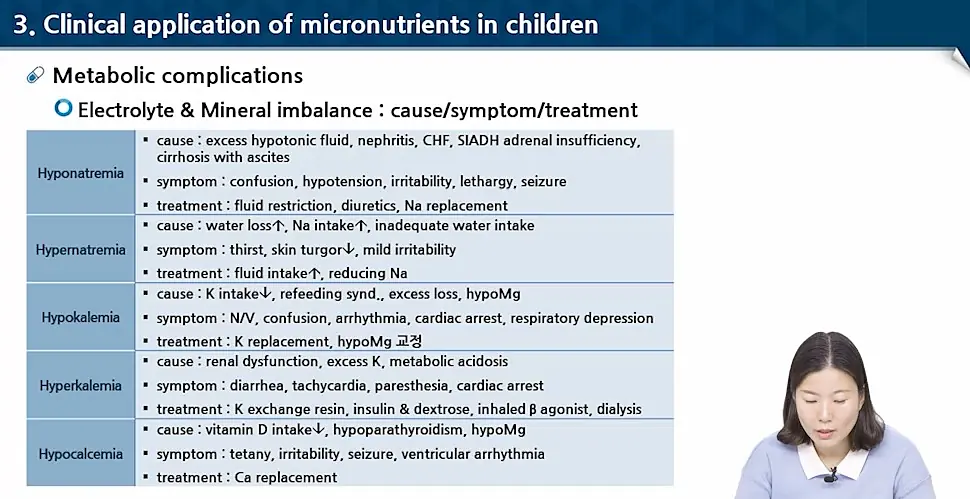 3. Clinical application of micronutrients in children
Metabolic complications
Electrolyte & Mineral imbalance : cause/symptom/treatment
Hyponatremia
▪ cause : excess hypotonic fluid, nephritis, CHF, SIADH adrenal insufficiency,
cirrhosis with ascites
▪ symptom : confusion, hypotension, irritability, lethargy, seizure
▪ treatment : fluid restriction, diuretics, Na replacement
Hypernatremia
▪ cause : water loss↑, Na intake↑, inadequate water intake
▪ symptom : thirst, skin turgor↓, mild irritability
▪ treatment : fluid intake↑, reducing Na
Hypokalemia
▪ cause : K intake↓, refeeding synd., excess loss, hypoMg
▪ symptom : N/V, confusion, arrhythmia, cardiac arrest, respiratory depression
▪ treatment : K replacement, hypoMg 교정
Hyperkalemia
▪ cause : renal dysfunction, excess K, metabolic acidosis
▪ symptom : diarrhea, tachycardia, paresthesia, cardiac arrest
▪ treatment : K exchange resin, insulin & dextrose, inhaled β agonist, dialysis
Hypocalcemia
▪ cause : vitamin D intake↓, hypoparathyroidism, hypoMg
▪ symptom : tetany, irritability, seizure, ventricular arrhythmia
▪ treatment : Ca replacement